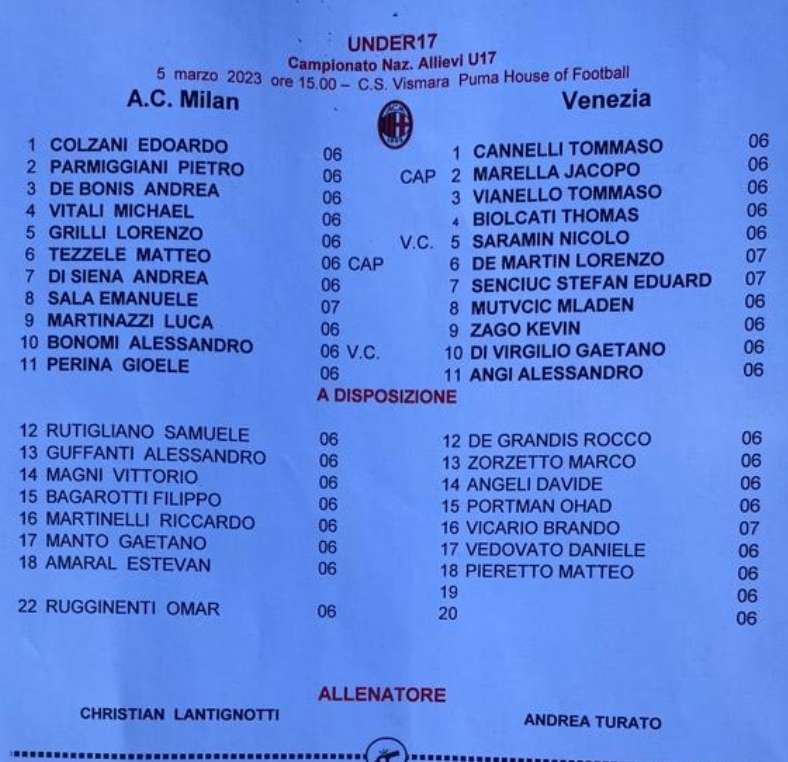 UNDER17
Campionato Naz. Allievi U17
5 marzo 2023 ore 15.00 – C.S. Vismara Puma House of Football
A.C. Milan Venezia
1 COLZANI EDOARDO 06 1 CANNELLI TOMMASO 06
2 PARMIGGIANI PIETRO 06 CAP 2 MARELLA JACOPO 06
3 DE BONIS ANDREA 06 3 VIANELLO TOMMASO 06
4 VITALI MICHAEL 06 4 BIOLCATI THOMAS 06
5 GRILLI LORENZO 06 V.C. 5 SARAMIN NICOLO 06
6 TEZZELE MATTEO 06 CAP 6 DE MARTIN LORENZO 07
7 DI SIENA ANDREA 06 7 SENCIUC STEFAN EDUARD 07
8 SALA EMANUELE 07 8 MUTVCIC MLADEN 06
9 MARTINAZZI LUCA 06 9 ZAGO KEVIN 06
10 BONOMI ALESSANDRO 06 V.C. 10 DI VIRGILIO GAETANO 06
11 PERINA GIOELE 06 11 ANGI ALESSANDRO 06
A DISPOSIZIONE
12 RUTIGLIANO SAMUELE 06 12 DE GRANDIS ROCCO 06
13 GUFFANTI ALESSANDRO 06 13 ZORZETTO MARCO 06
14 MAGNI VITTORIO 06 14 ANGELI DAVIDE 06
15 BAGAROTTI FILIPPO 06 15 PORTMAN OHAD 06
16 MARTINELLI RICCARDO 06 16 VICARIO BRANDO 07
17 MANTO GAETANO 06 17 VEDOVATO DANIELE 06
18 AMARAL ESTEVAN 06 18 PIERETTO MATTEO 06
19 06
22 RUGGINENTI OMAR 06 20 06
ALLENATORE
CHRISTIAN LANTIGNOTTI ANDREA TURATO